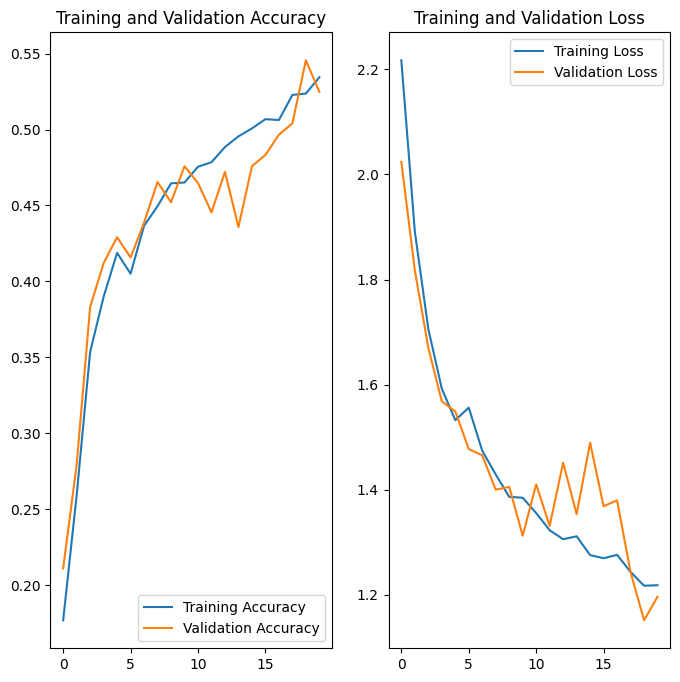 Training and Validation Accuracy
0.55
0.50
0.45
0.40
0.35
0.30
0.25
0.20
0 5 10 15
Training Accuracy
Validation Accuracy
Training and Validation Loss
2.2
2.0
1.8
1.6
1.4
1.2
0 5 10 15
Training Loss
Validation Loss